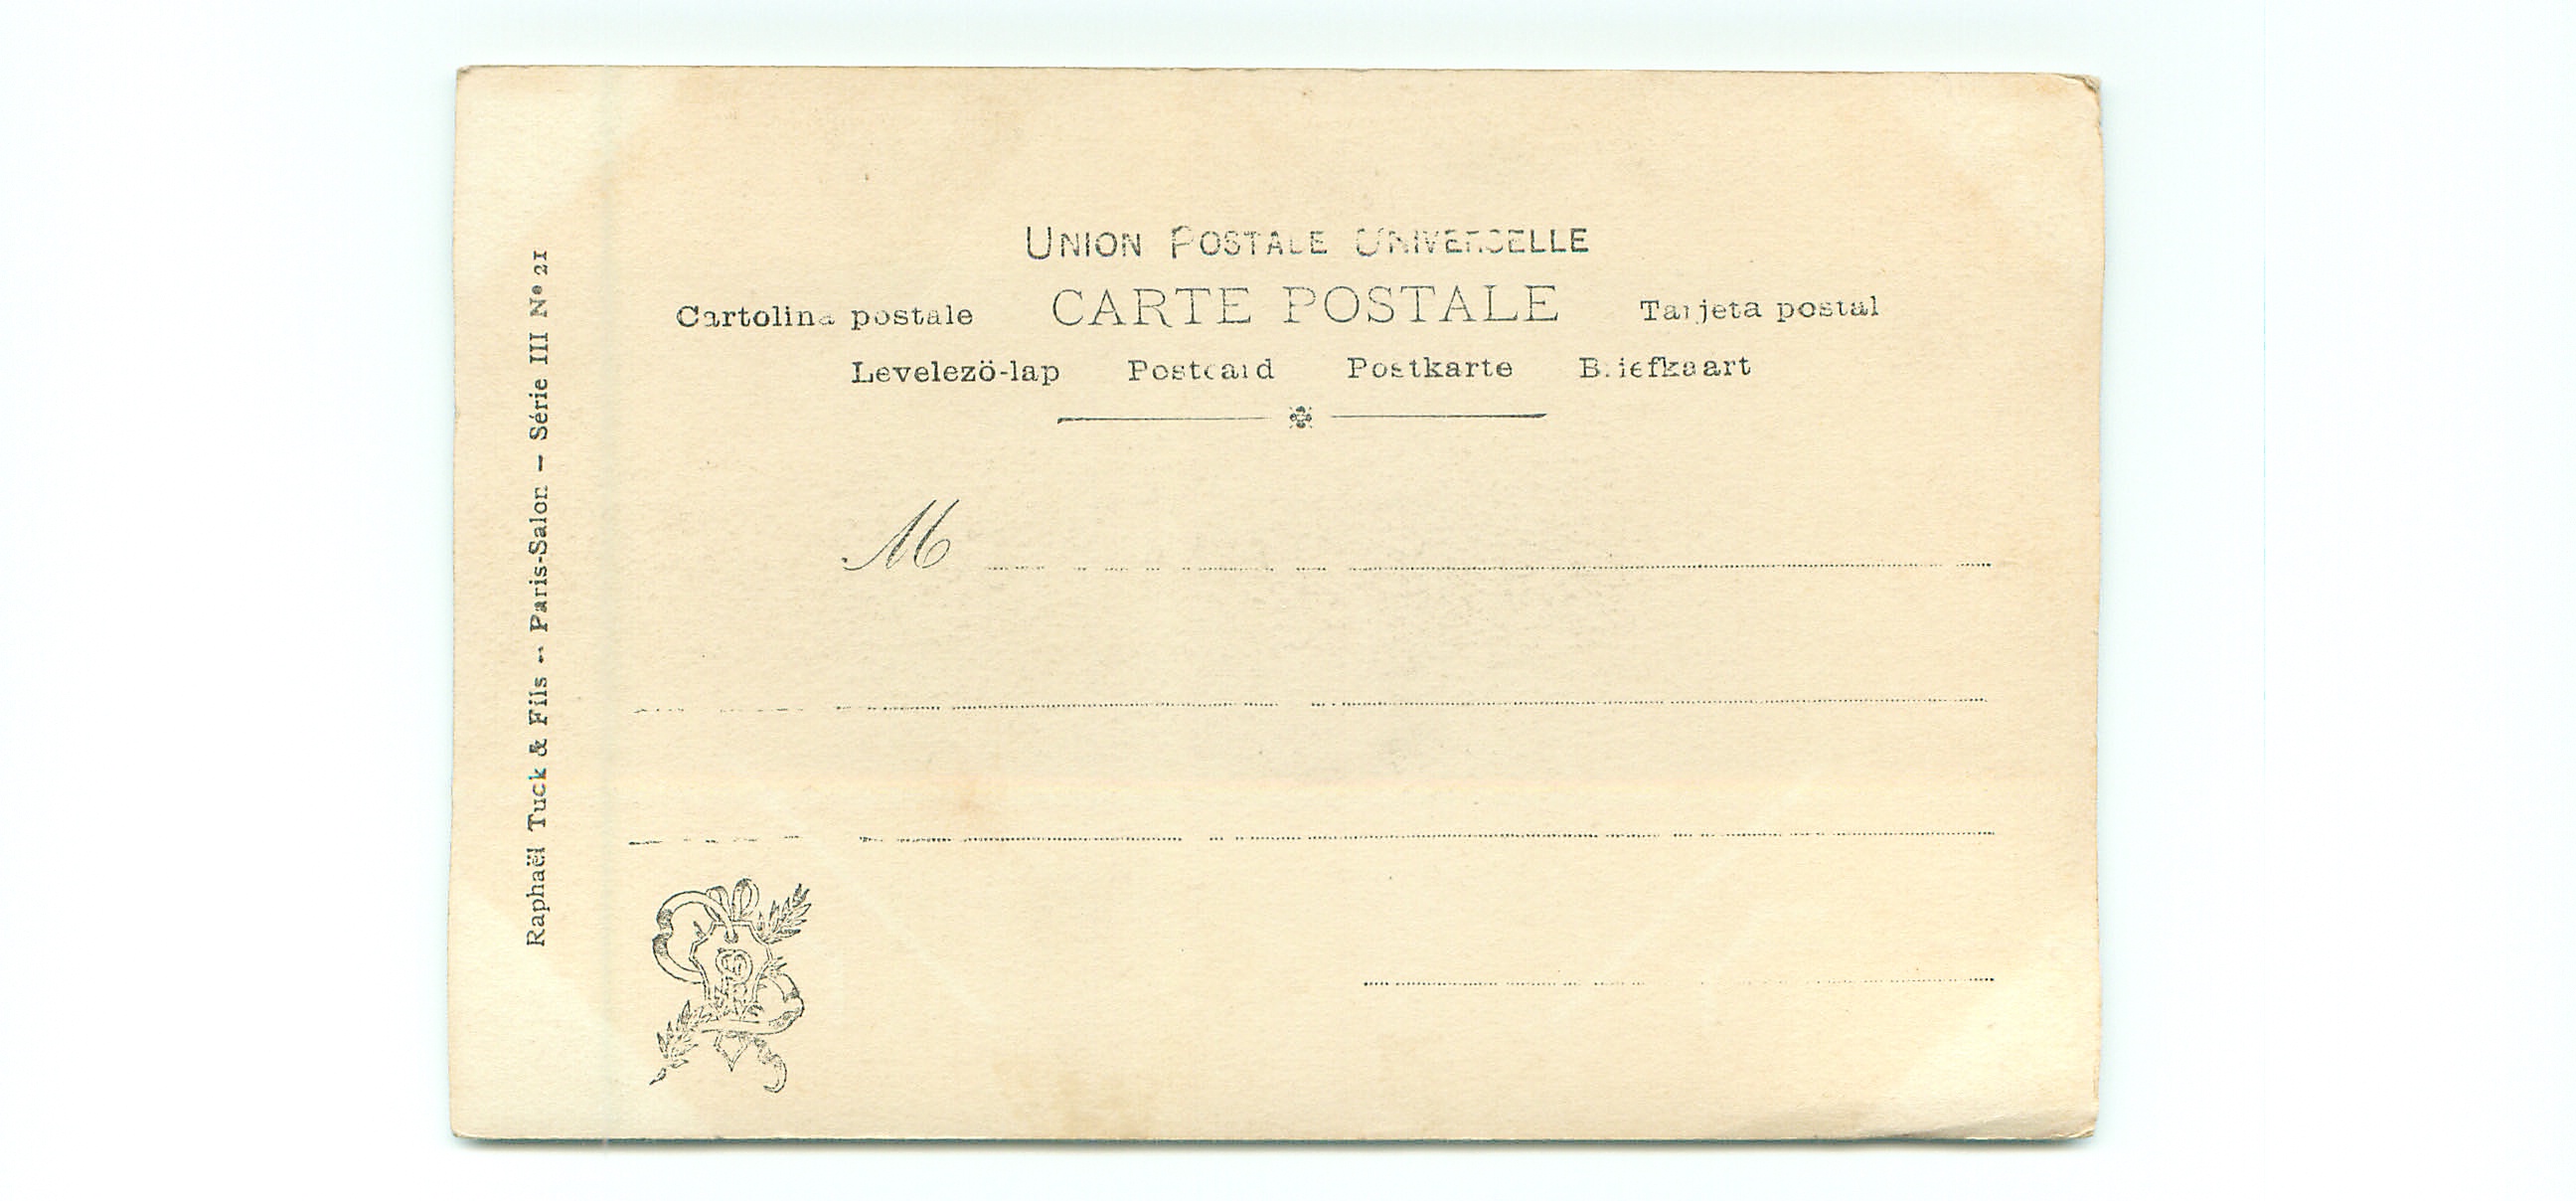 UNION POSTALE UNIVERSELLE
Cartolina postale CARTE POSTALE Tarjeta postal
Levelezö-lap Postcard Postkarte Briefkaart
M
Raphaël Tuck & Fils -- Paris-Salon — Série III N° 21